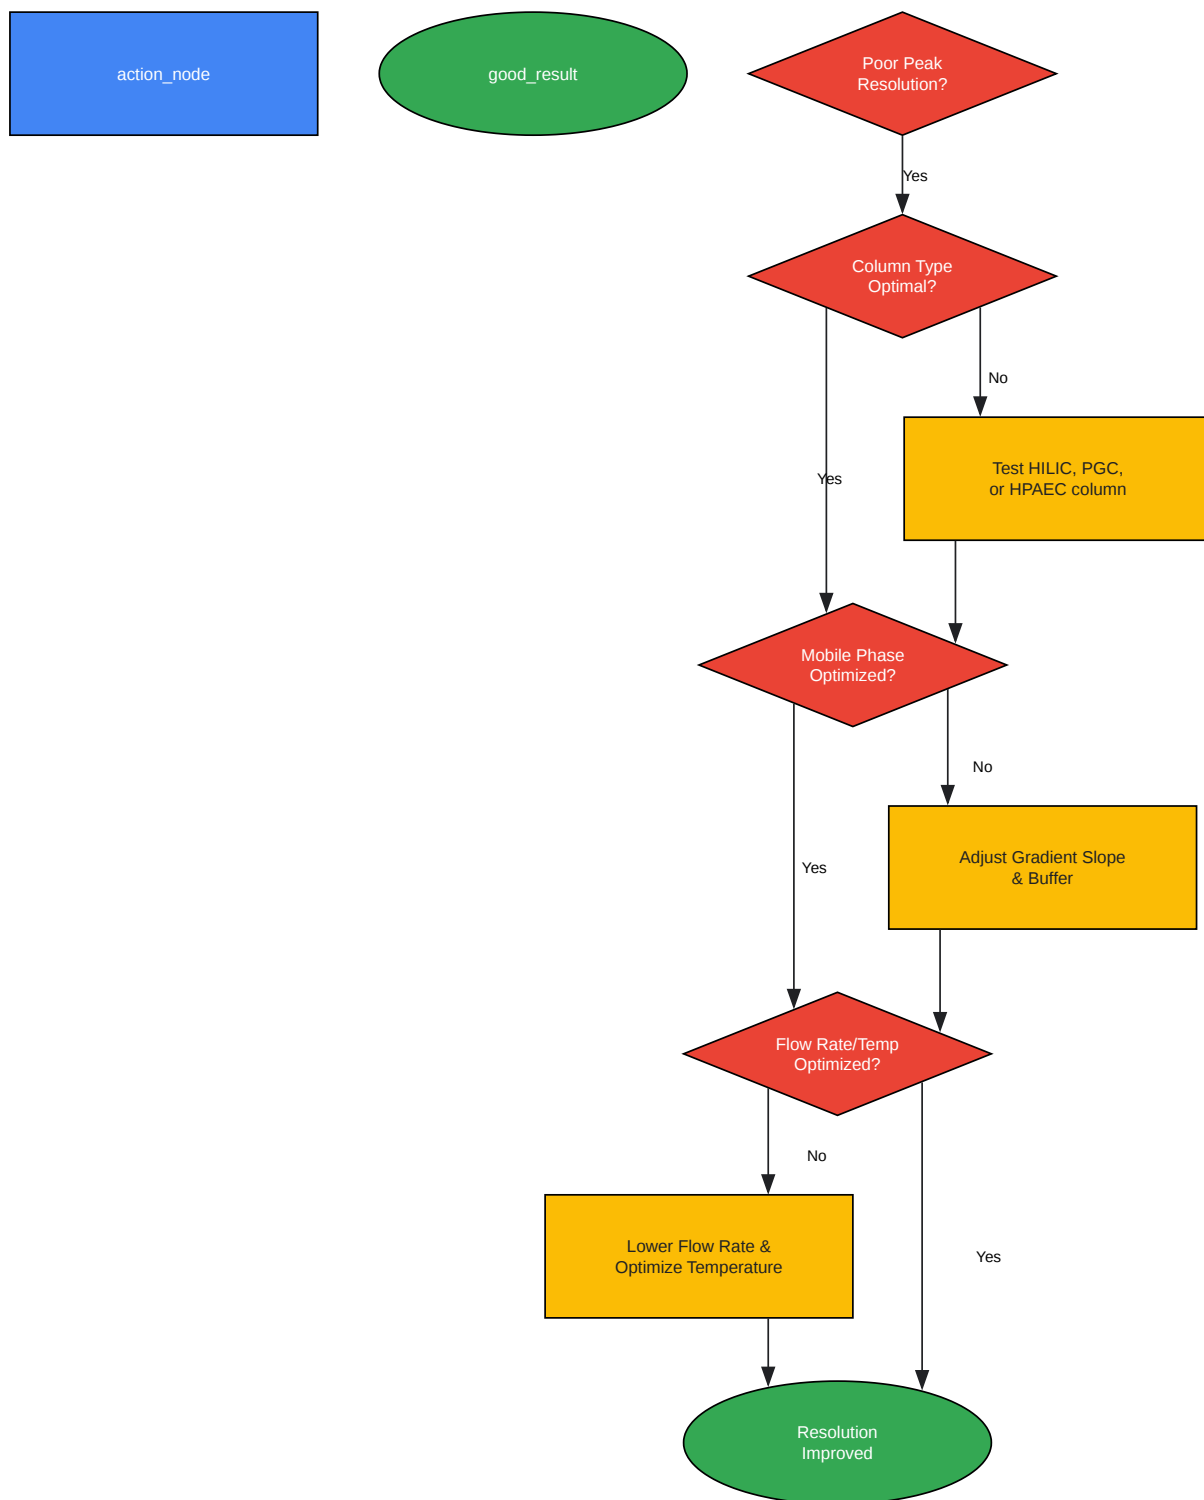 action_node
good_result
Poor Peak
Resolution?
Yes
Column Type
Optimal?
No
Yes
Test HILIC, PGC,
or HPAEC column
Mobile Phase
Optimized?
No
Yes
Adjust Gradient Slope
& Buffer
Flow Rate/Temp
Optimized?
No
Yes
Lower Flow Rate &
Optimize Temperature
Resolution
Improved